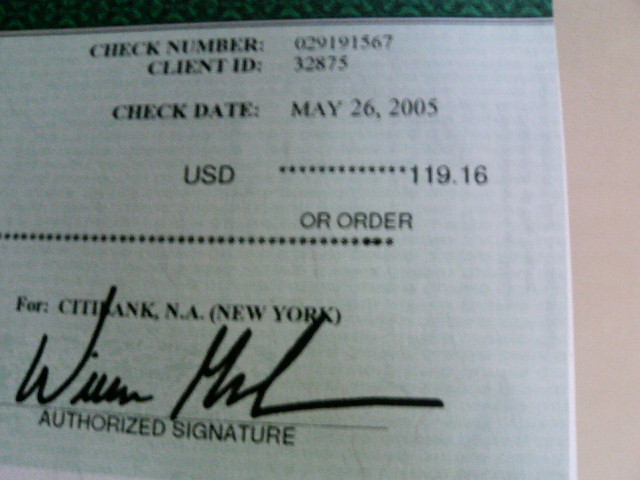 CHECK NUMBER: 029191567
CLIENT ID: 32875
CHECK DATE: MAY 26, 2005
USD *************119.16
OR ORDER
For: CITIBANK, N.A. (NEW YORK)
AUTHORIZED SIGNATURE